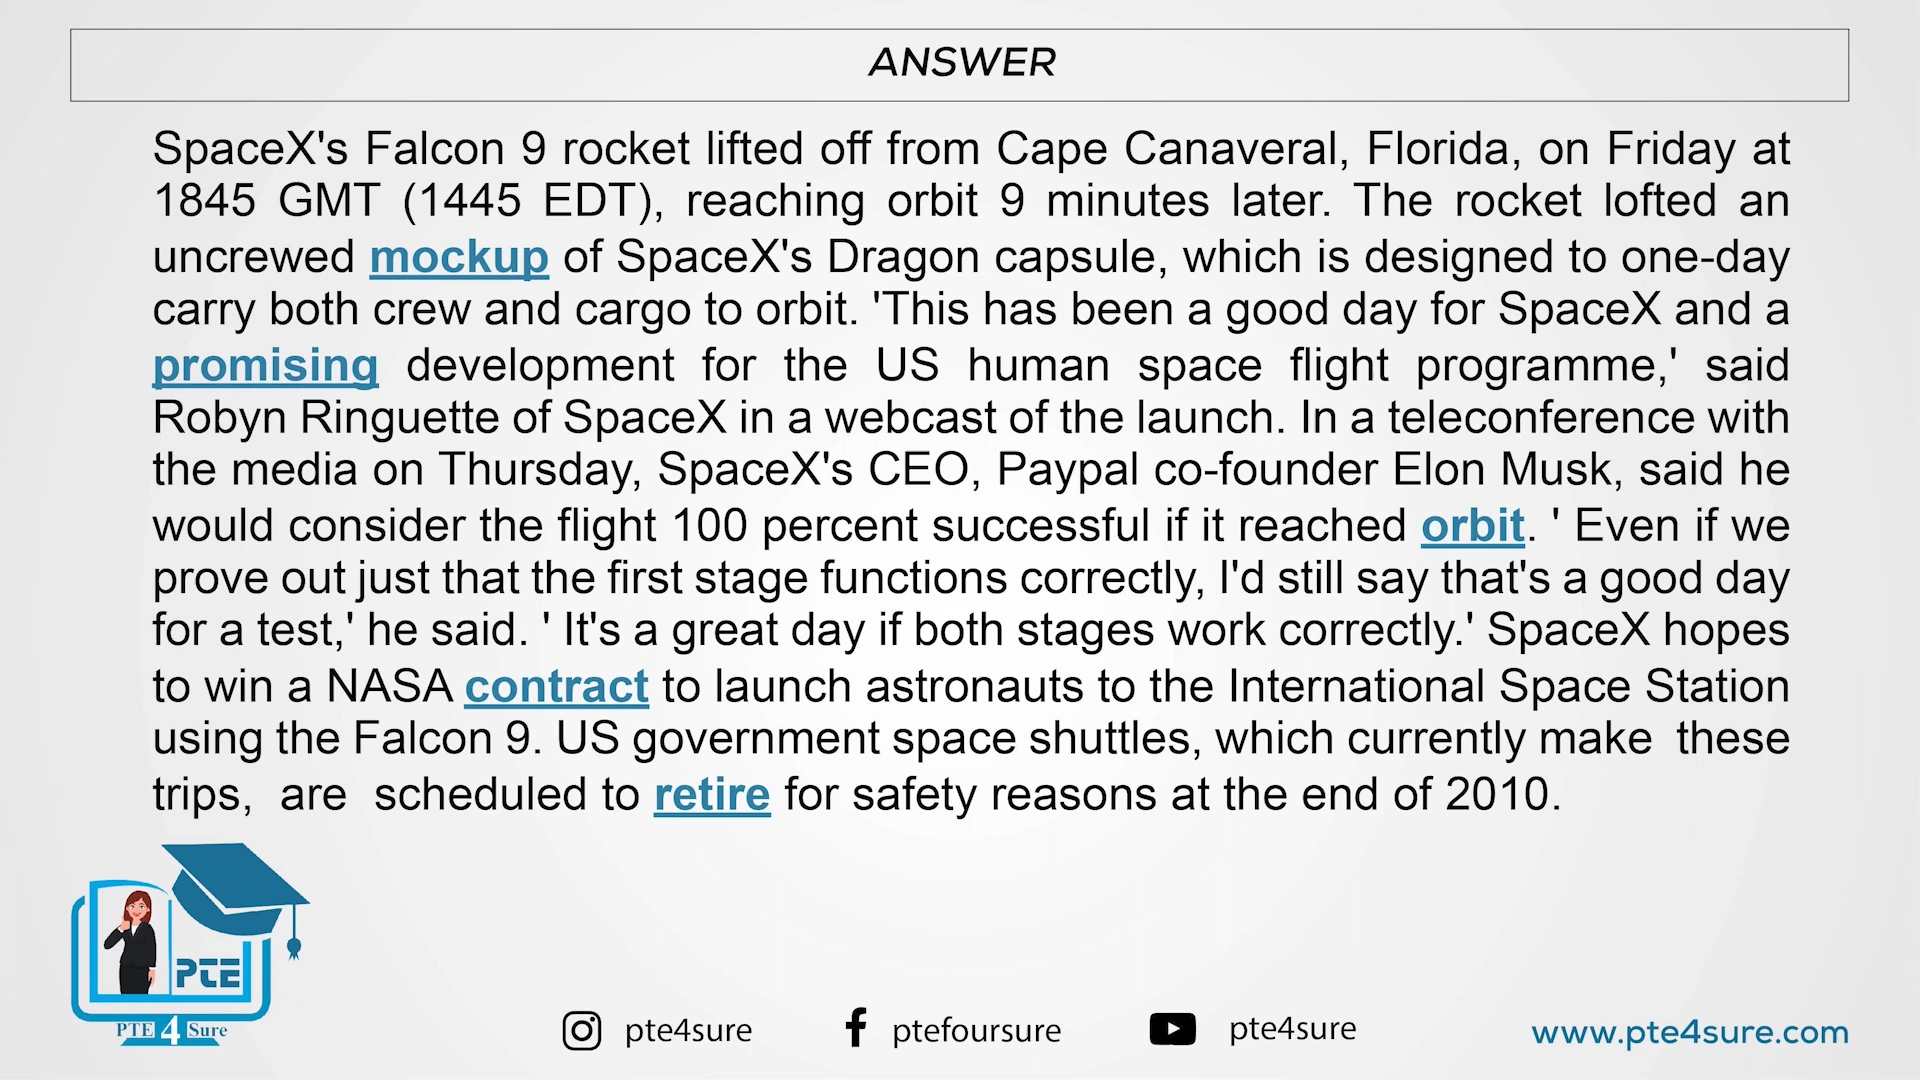 ANSWER
SpaceX's Falcon 9 rocket lifted off from Cape Canaveral, Florida, on Friday at
1845 GMT (1445 EDT), reaching orbit 9 minutes later. The rocket lofted an
uncrewed mockup of SpaceX's Dragon capsule, which is designed to one-day
carry both crew and cargo to orbit. 'This has been a good day for SpaceX and a
promising development for the US human space flight programme,' said
Robyn Ringuette of SpaceX in a webcast of the launch. In a teleconference with
the media on Thursday, SpaceX's CEO, Paypal co-founder Elon Musk, said he
would consider the flight 100 percent successful if it reached orbit. ' Even if we
prove out just that the first stage functions correctly, I'd still say that's a good day
for a test,' he said. ' It's a great day if both stages work correctly.' SpaceX hopes
to win a NASA contract to launch astronauts to the International Space Station
using the Falcon 9. US government space shuttles, which currently make these
trips, are scheduled to retire for safety reasons at the end of 2010.
PTE
PTE 4 Sure
pte4sure
ptefoursure
pte4sure
www.pte4sure.com